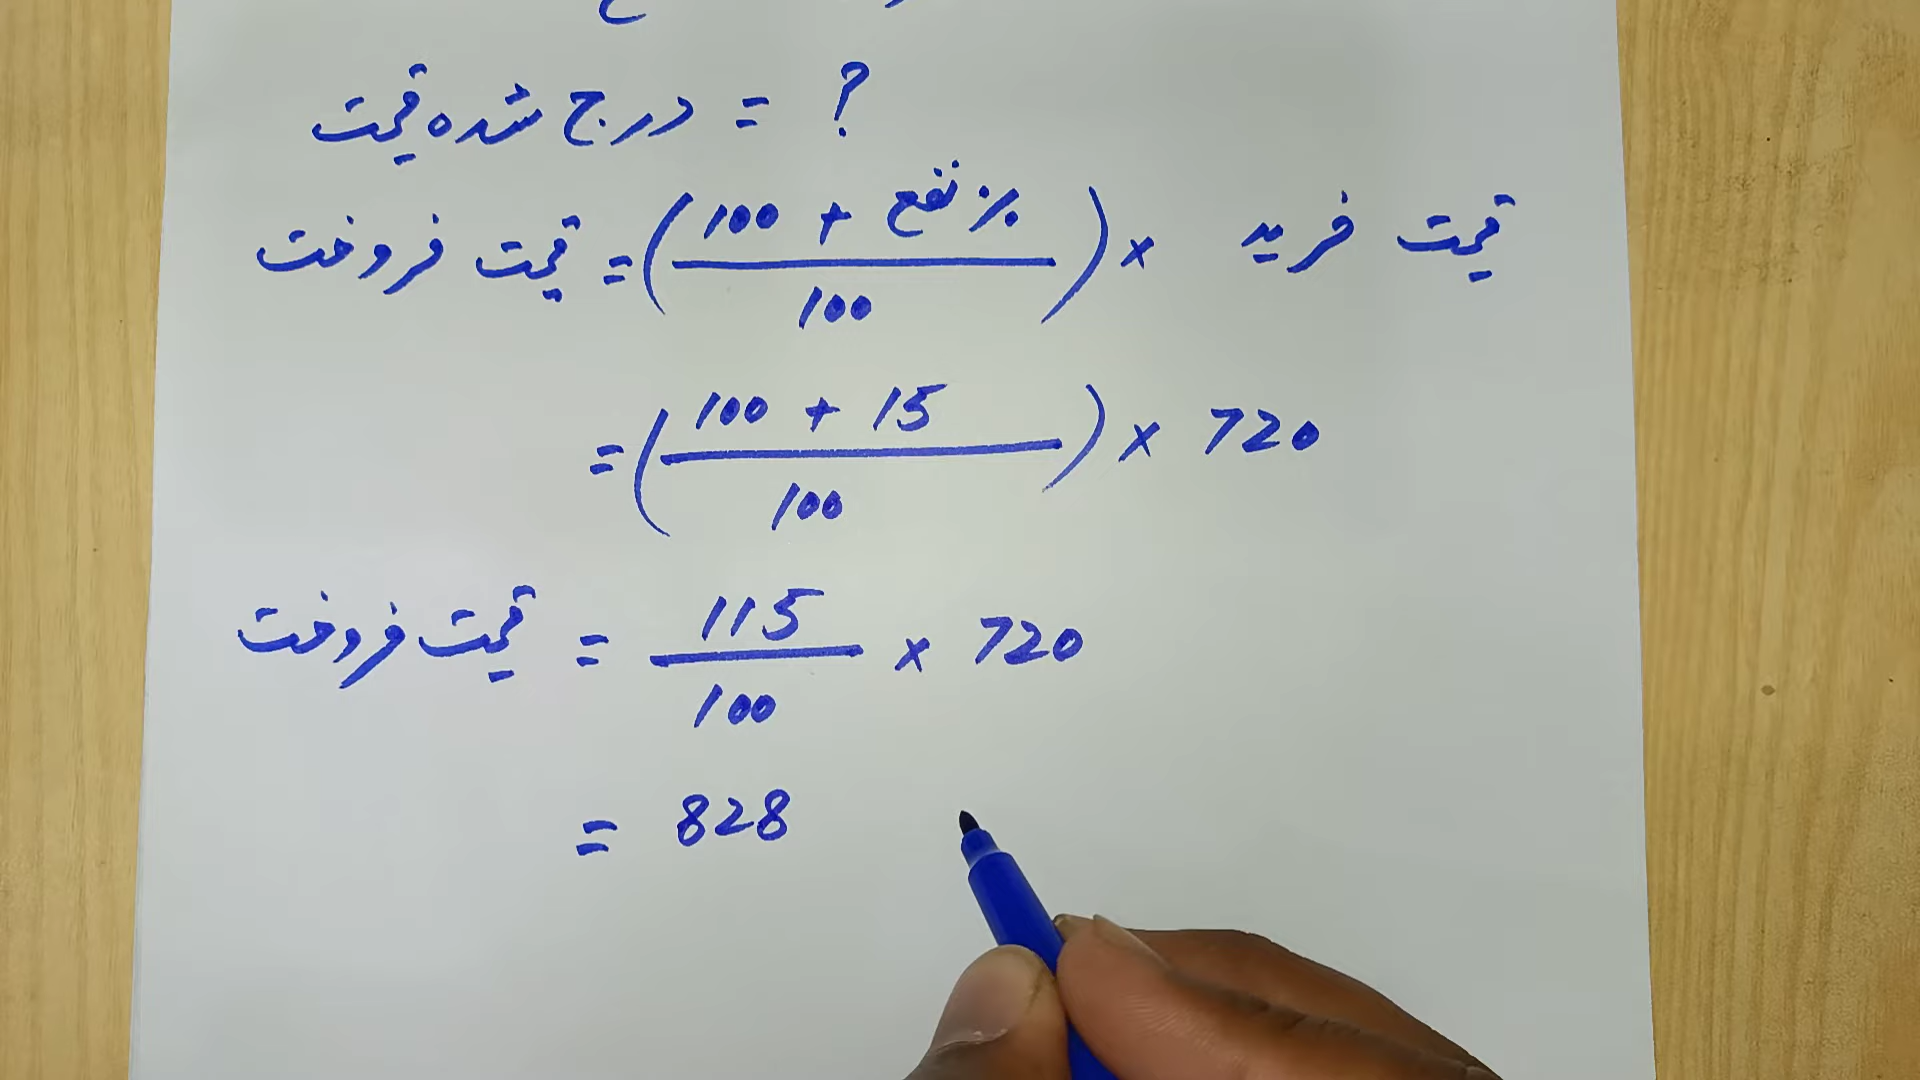 درج شدہ قیمت = ?
قیمت فروخت = (100 + نفع % / 100) × قیمت خرید
= (100 + 15 / 100) × 720
قیمت فروخت = 115 / 100 × 720
= 828